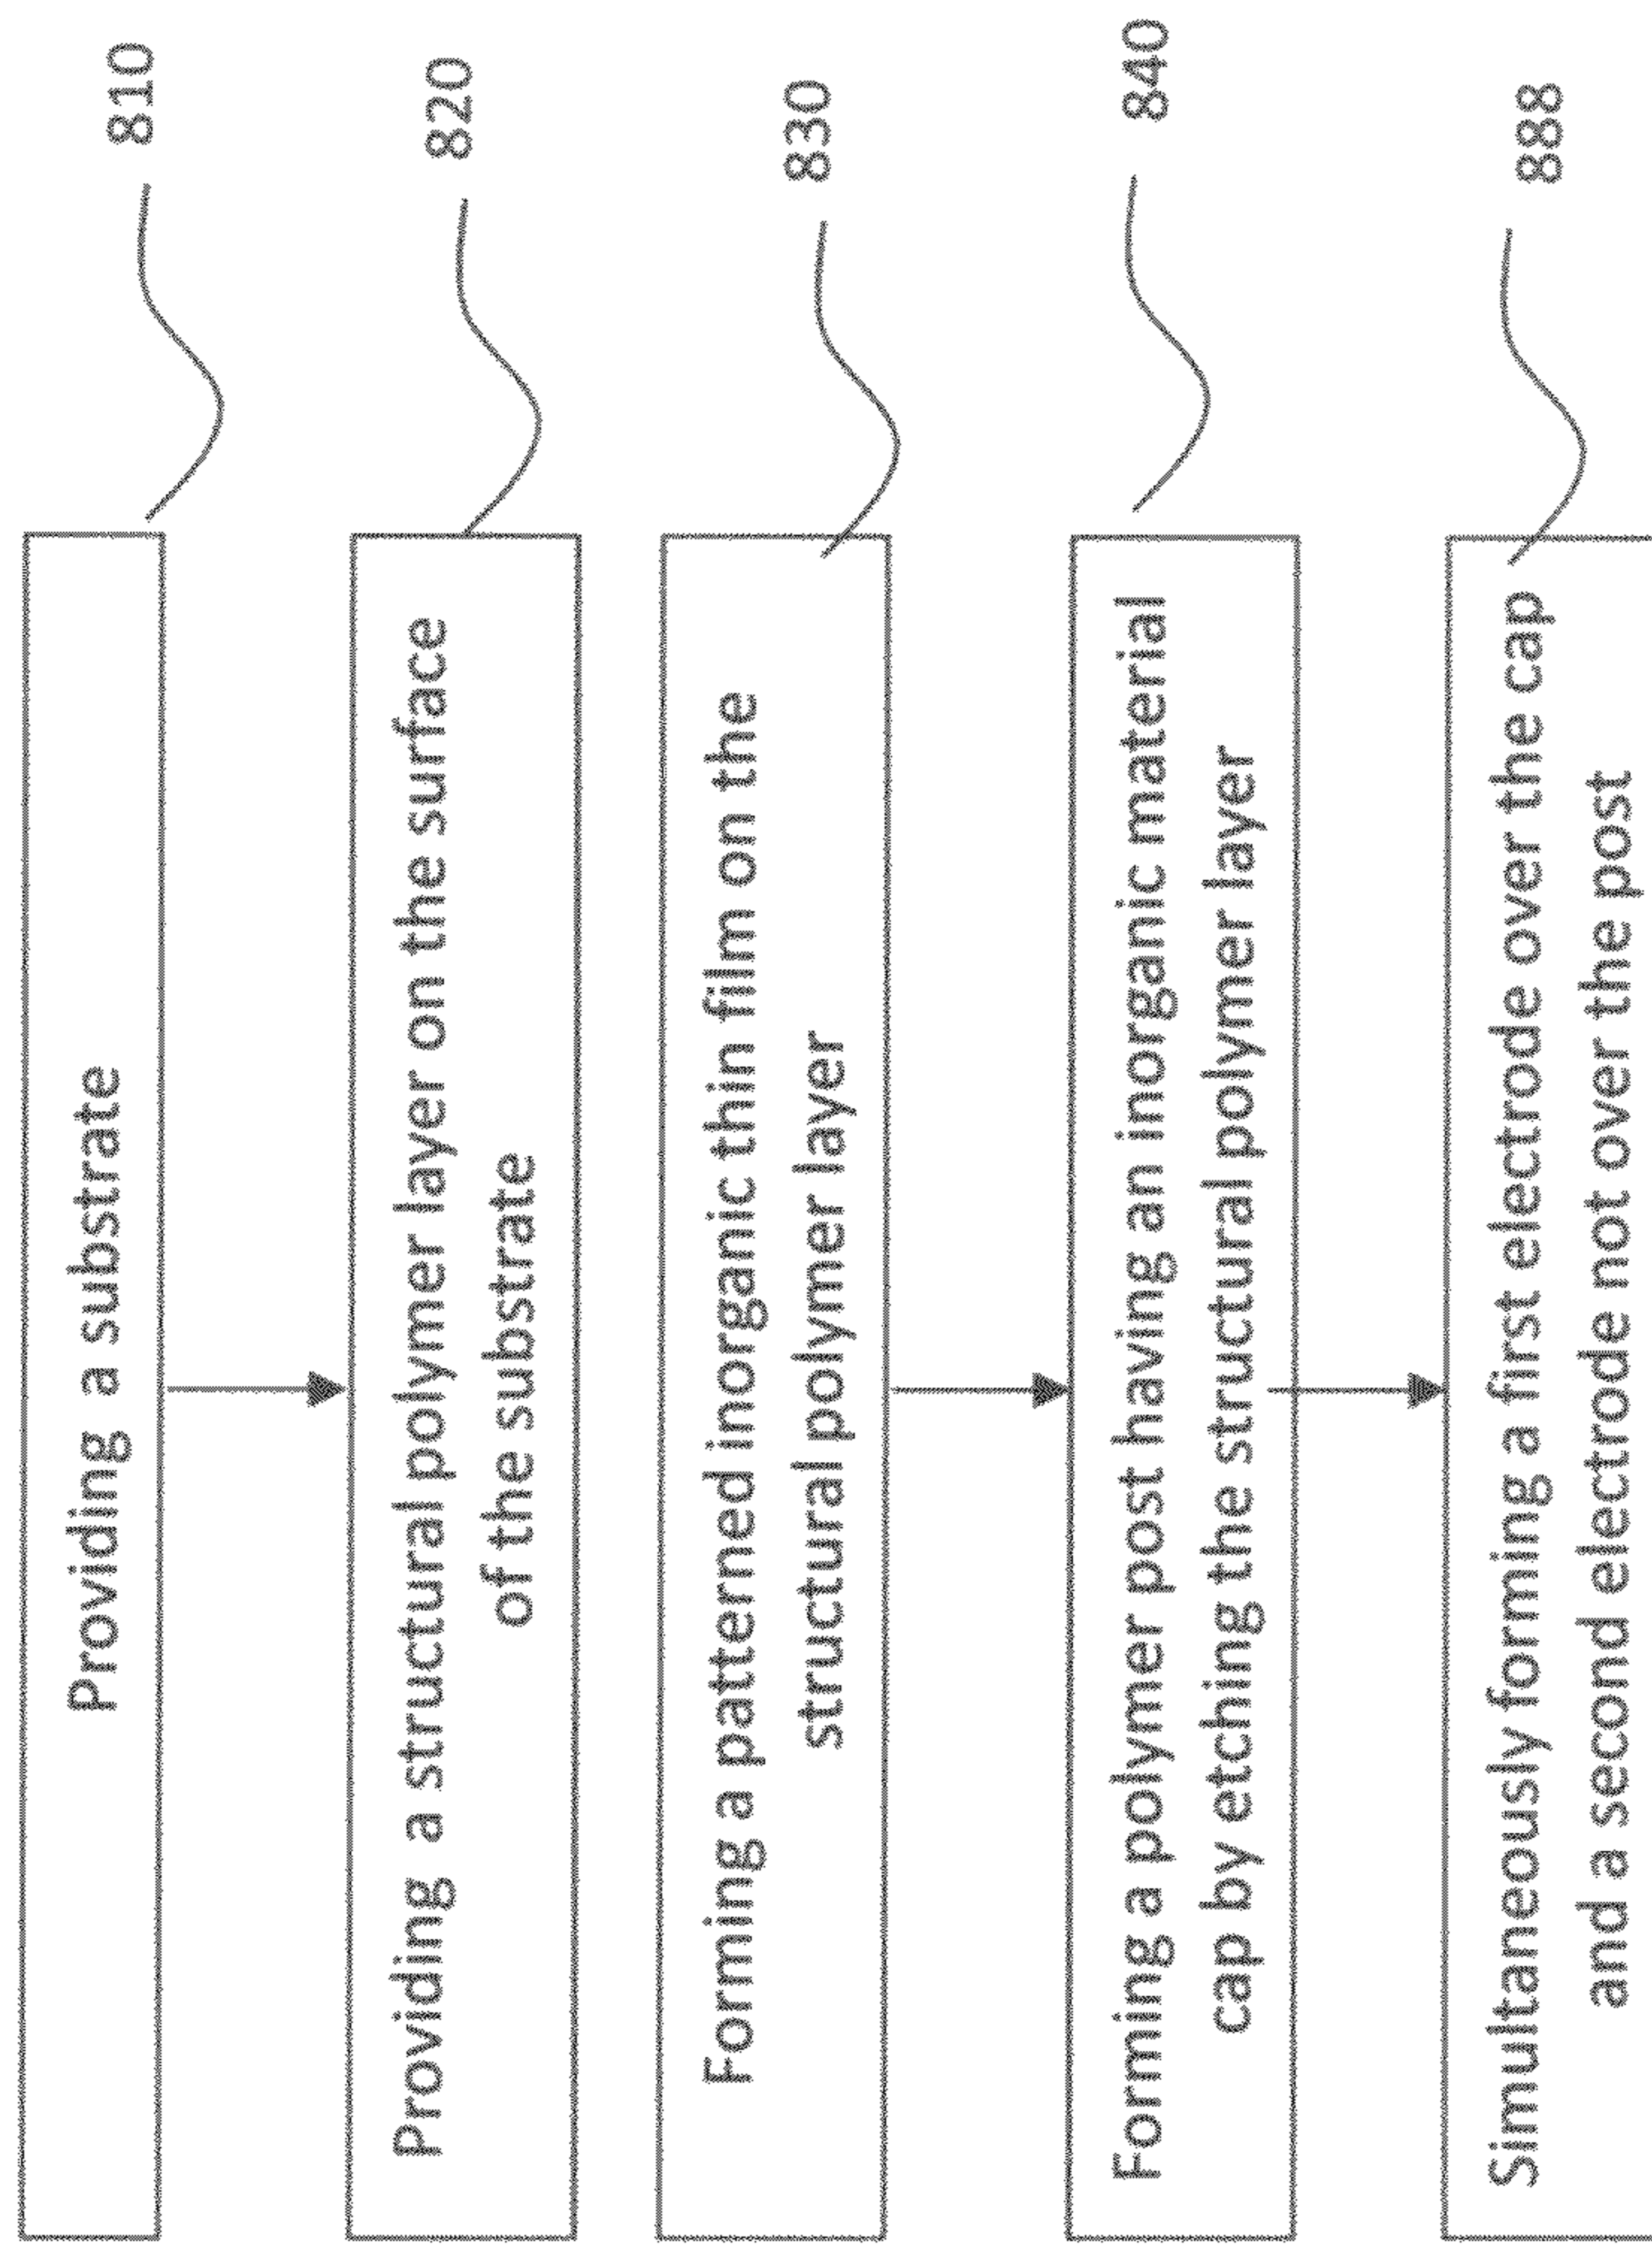 Providing a substrate
810
Providing a structural polymer layer on the surface
of the substrate
820
Forming a patterned inorganic thin film on the
structural polymer layer
830
Forming a polymer post having an inorganic material
cap by etching the structural polymer layer
840
Simultaneously forming a first electrode over the cap
and a second electrode not over the post
888